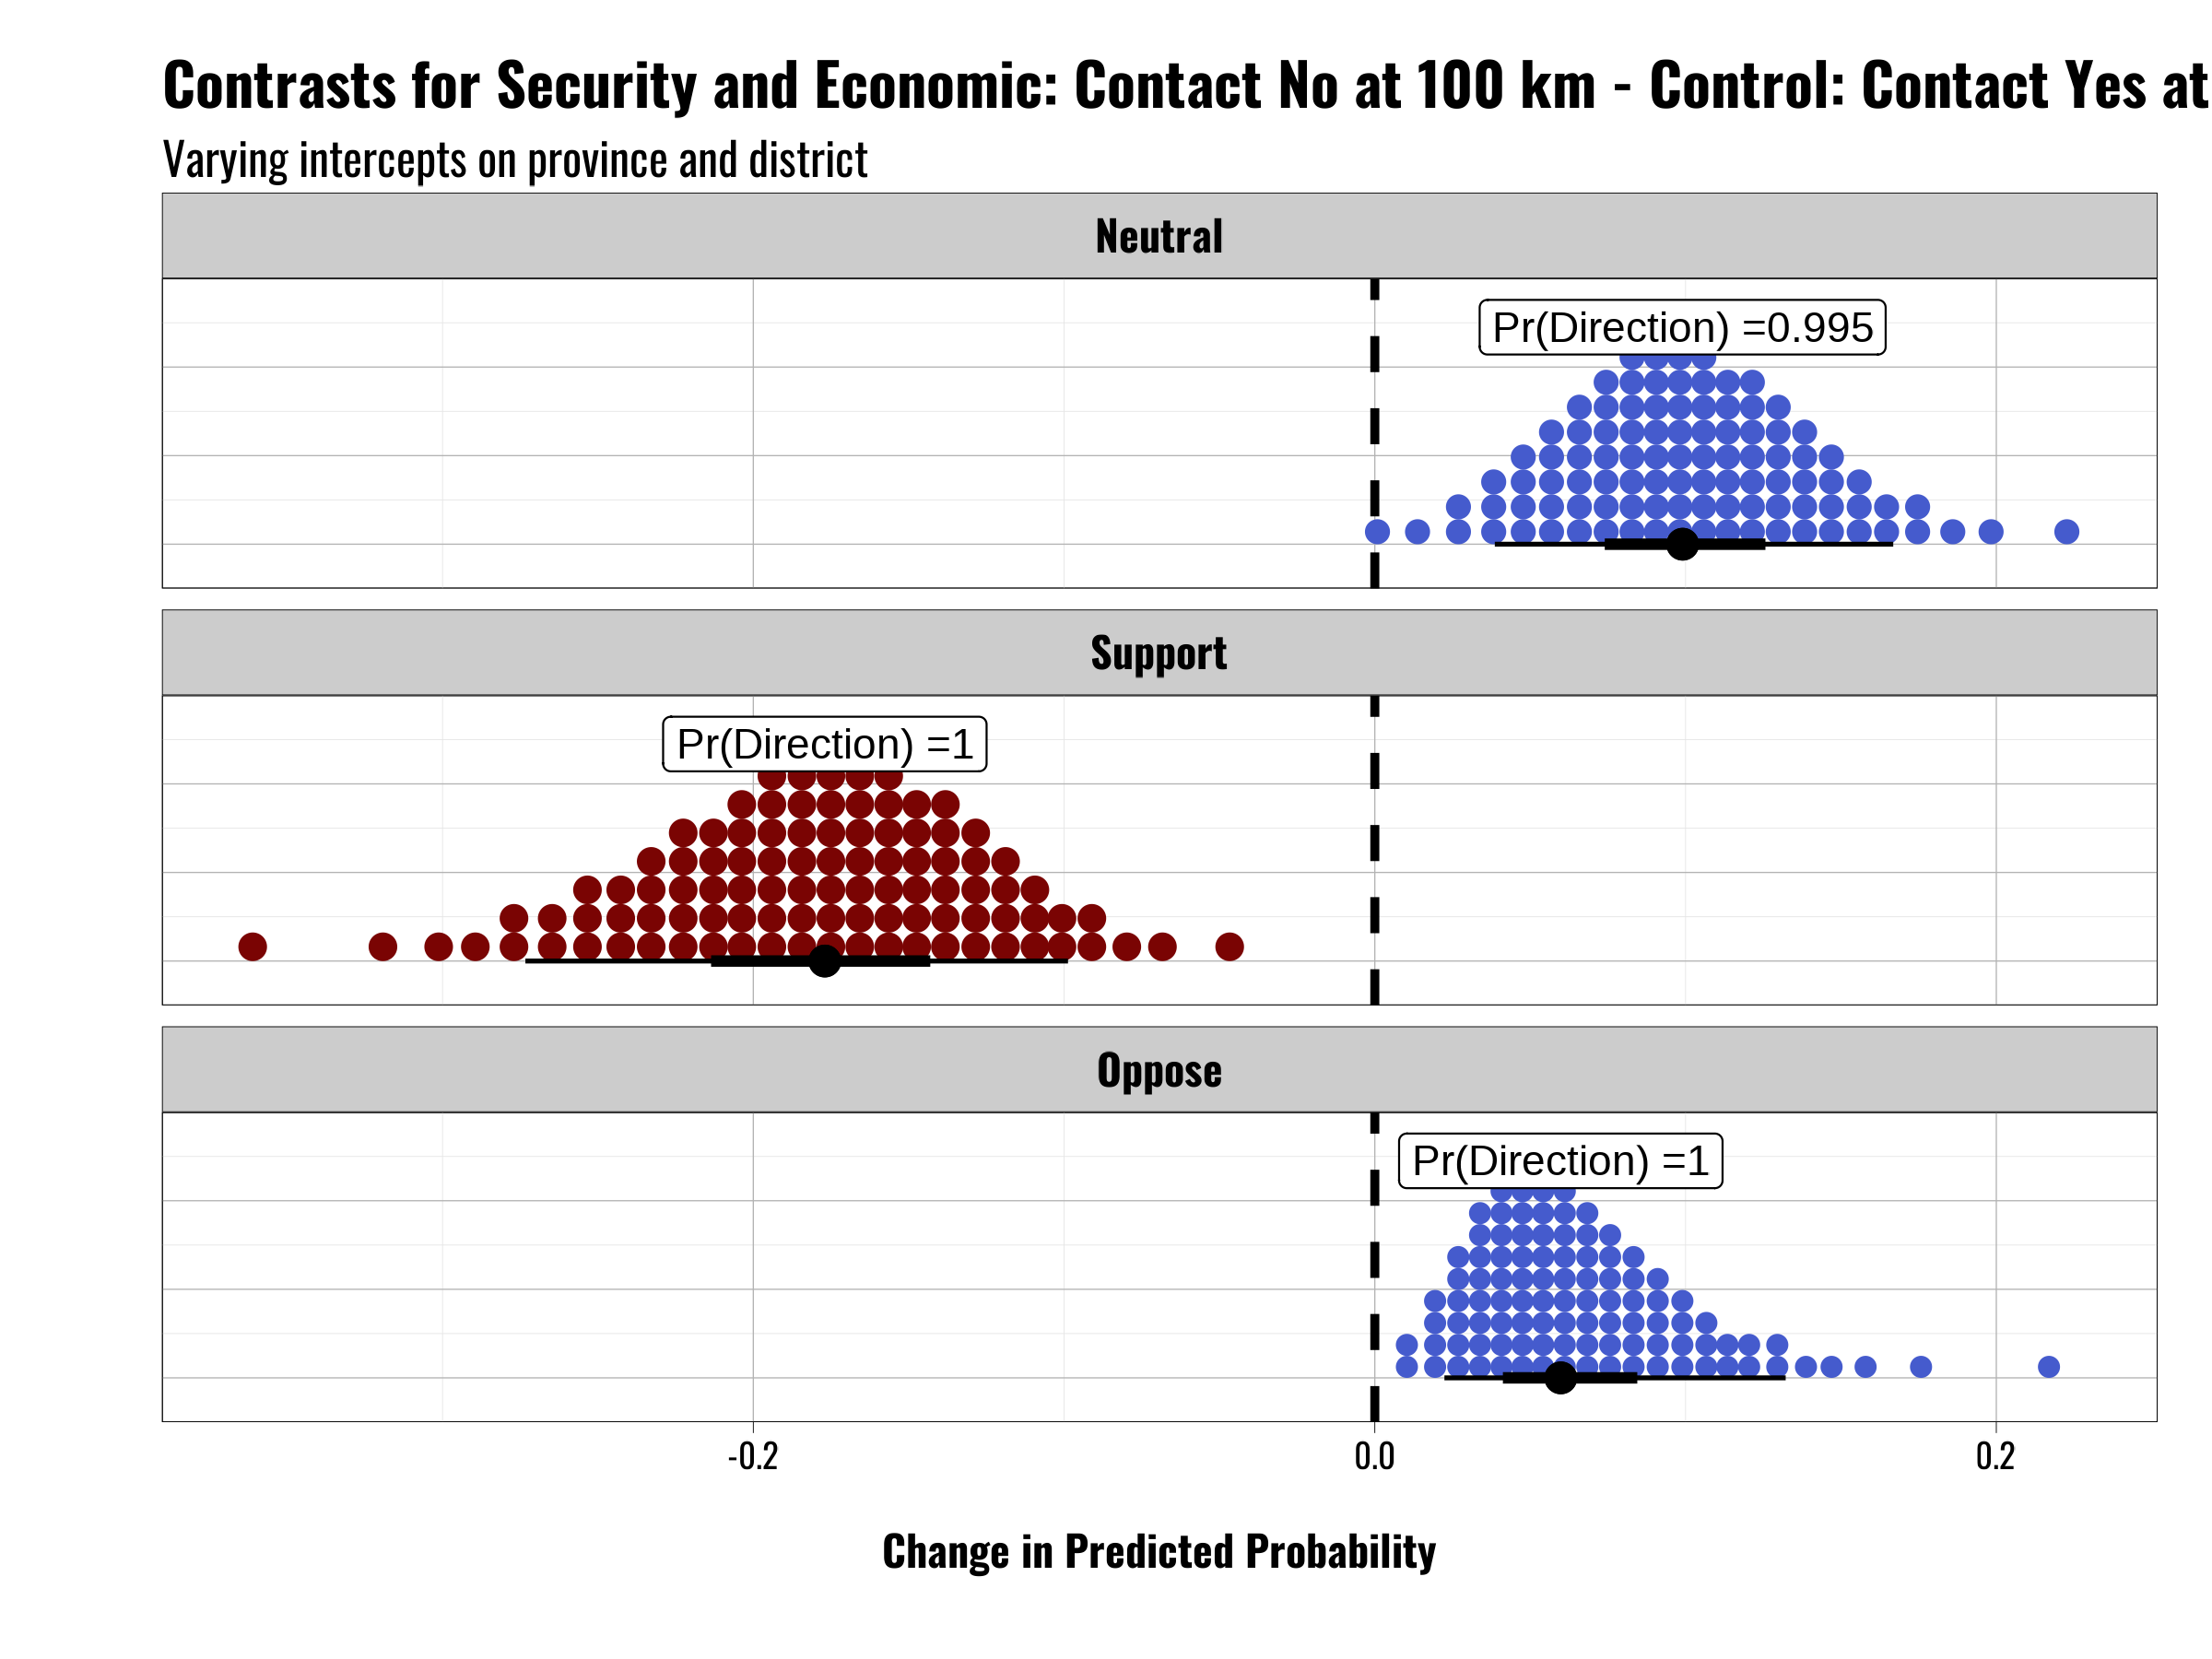 Contrasts for Security and Economic: Contact No at 100 km - Control: Contact Yes at
Varying intercepts on province and district
Neutral
Pr(Direction) =0.995
Support
Pr(Direction) =1
Oppose
Pr(Direction) =1
-0.2 0.0 0.2
Change in Predicted Probability